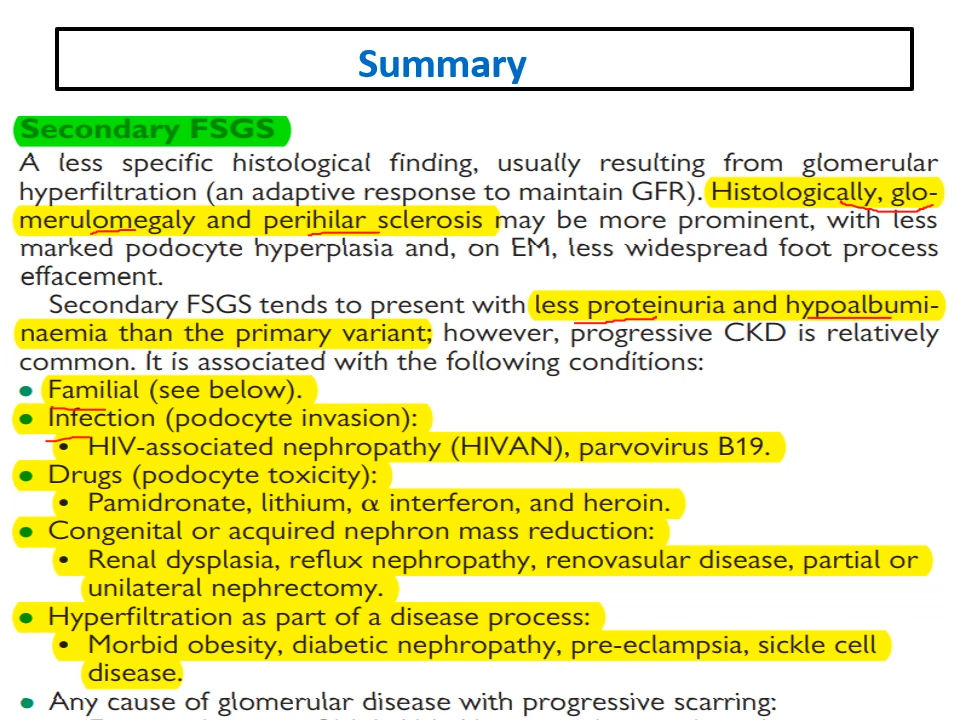 Summary
Secondary FSGS
A less specific histological finding, usually resulting from glomerular
hyperfiltration (an adaptive response to maintain GFR). Histologically, glo-
merulomegaly and perihilar sclerosis may be more prominent, with less
marked podocyte hyperplasia and, on EM, less widespread foot process
effacement.
Secondary FSGS tends to present with less proteinuria and hypoalbumi-
naemia than the primary variant; however, progressive CKD is relatively
common. It is associated with the following conditions:
• Familial (see below).
• Infection (podocyte invasion):
• HIV-associated nephropathy (HIVAN), parvovirus B19.
• Drugs (podocyte toxicity):
• Pamidronate, lithium, α interferon, and heroin.
• Congenital or acquired nephron mass reduction:
• Renal dysplasia, reflux nephropathy, renovascular disease, partial or
unilateral nephrectomy.
• Hyperfiltration as part of a disease process:
• Morbid obesity, diabetic nephropathy, pre-eclampsia, sickle cell
disease.
• Any cause of glomerular disease with progressive scarring: